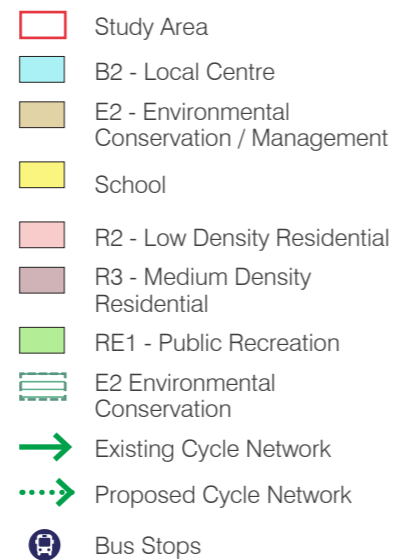 Study Area
B2 - Local Centre
E2 - Environmental
Conservation / Management
School
R2 - Low Density Residential
R3 - Medium Density
Residential
RE1 - Public Recreation
E2 Environmental
Conservation
Existing Cycle Network
Proposed Cycle Network
Bus Stops